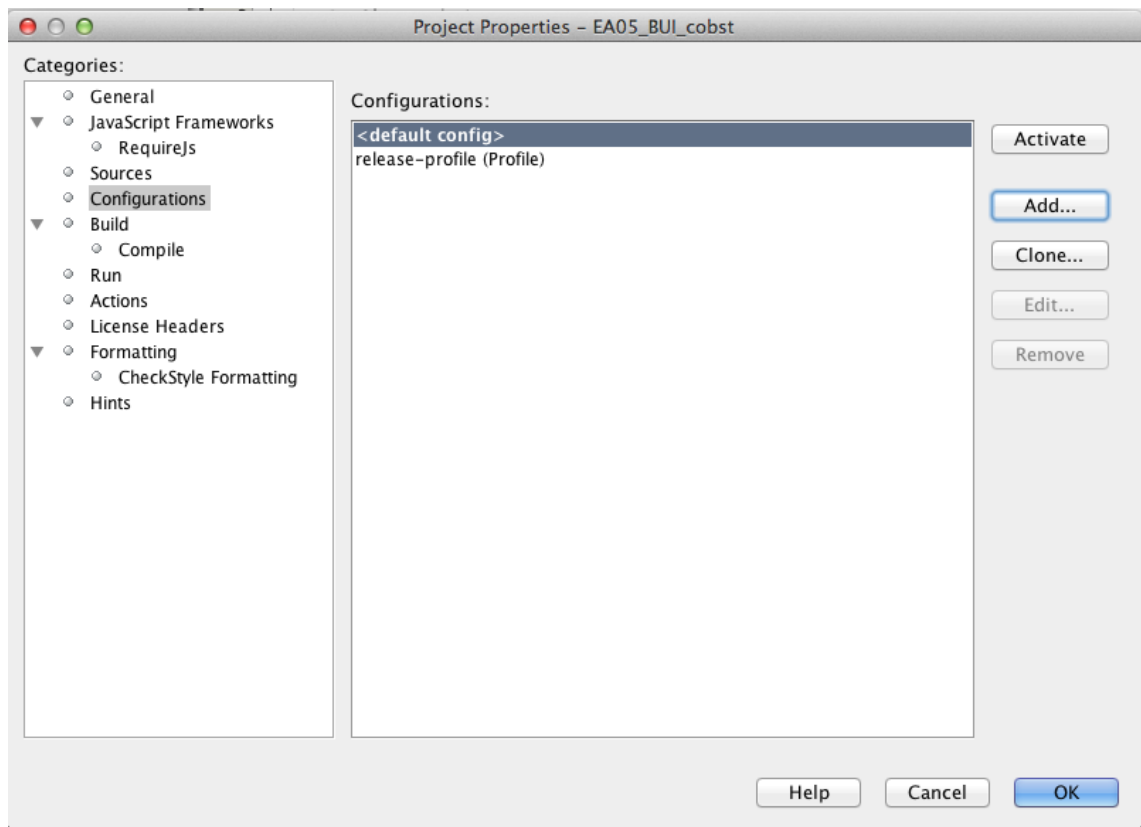 Project Properties – EA05_BUI_cobst
Categories:
General
JavaScript Frameworks
RequireJs
Sources
Configurations
Build
Compile
Run
Actions
License Headers
Formatting
CheckStyle Formatting
Hints
Configurations:
<default config>
release-profile (Profile)
Activate
Add...
Clone...
Edit...
Remove
Help
Cancel
OK